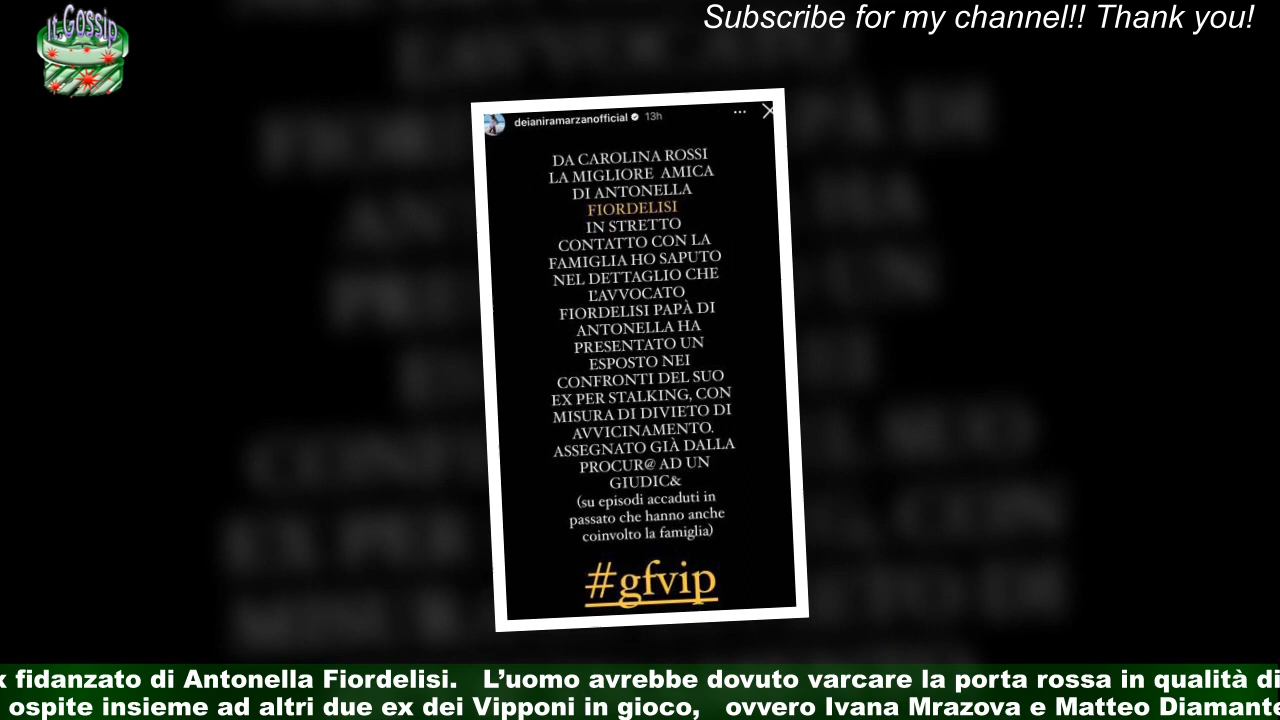 It.Gossip
Subscribe for my channel!! Thank you!
deianiramarzanofficial 13h
DA CAROLINA ROSSI
LA MIGLIORE AMICA
DI ANTONELLA
FIORDELISI
IN STRETTO
CONTATTO CON LA
FAMIGLIA HO SAPUTO
NEL DETTAGLIO CHE
L'AVVOCATO
FIORDELISI PAPÀ DI
ANTONELLA HA
PRESENTATO UN
ESPOSTO NEI
CONFRONTI DEL SUO
EX PER STALKING, CON
MISURA DI DIVIETO DI
AVVICINAMENTO.
ASSEGNATO GIÀ DALLA
PROCUR@ AD UN
GIUDIC&
(su episodi accaduti in
passato che hanno anche
coinvolto la famiglia)
#gfvip
x fidanzato di Antonella Fiordelisi. L’uomo avrebbe dovuto varcare la porta rossa in qualità di
ospite insieme ad altri due ex dei Vipponi in gioco, ovvero Ivana Mrazova e Matteo Diamante